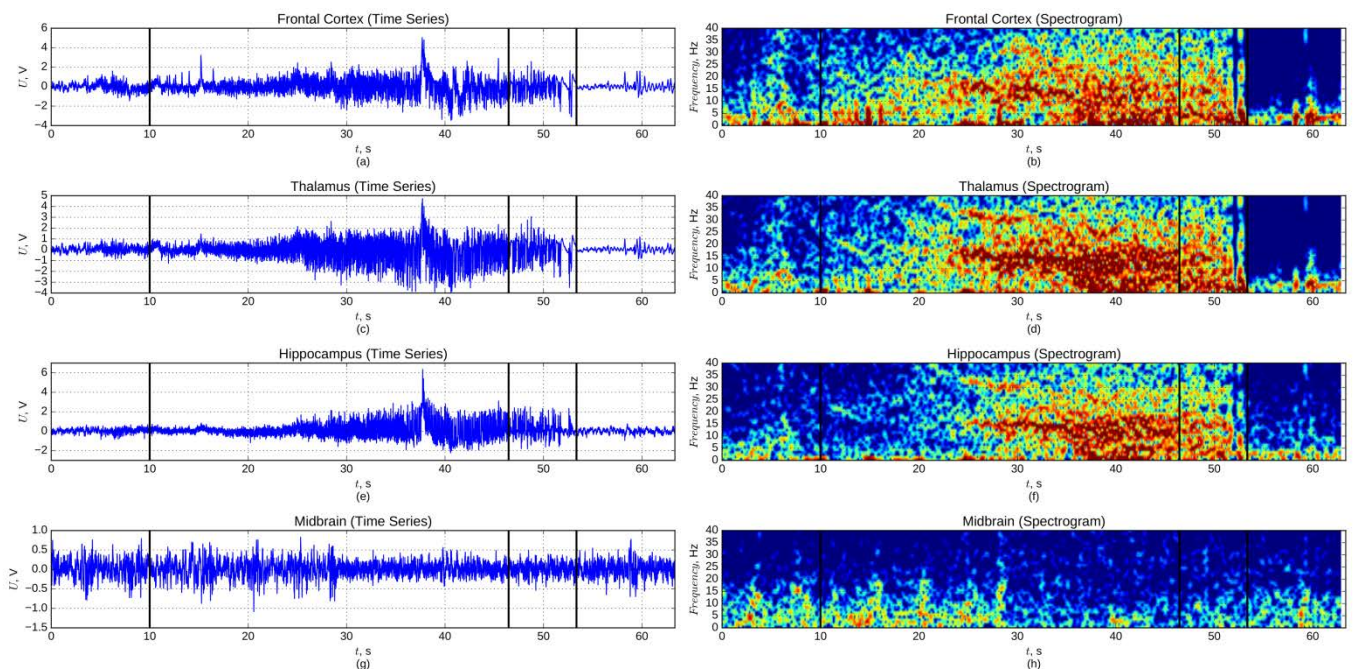 Frontal Cortex (Time Series)
6
4
2
0
−2
−4
U, V
0 10 20 30 40 50 60
t, s
(a)
Frontal Cortex (Spectrogram)
40
35
30
25
20
15
10
5
0
Frequency, Hz
0 10 20 30 40 50 60
t, s
(b)
Thalamus (Time Series)
5
4
3
2
1
0
−1
−2
−3
−4
U, V
0 10 20 30 40 50 60
t, s
(c)
Thalamus (Spectrogram)
40
35
30
25
20
15
10
5
0
Frequency, Hz
0 10 20 30 40 50 60
t, s
(d)
Hippocampus (Time Series)
6
4
2
0
−2
U, V
0 10 20 30 40 50 60
t, s
(e)
Hippocampus (Spectrogram)
40
35
30
25
20
15
10
5
0
Frequency, Hz
0 10 20 30 40 50 60
t, s
(f)
Midbrain (Time Series)
1.0
0.5
0.0
−0.5
−1.0
−1.5
U, V
0 10 20 30 40 50 60
t, s
(g)
Midbrain (Spectrogram)
40
35
30
25
20
15
10
5
0
Frequency, Hz
0 10 20 30 40 50 60
t, s
(h)